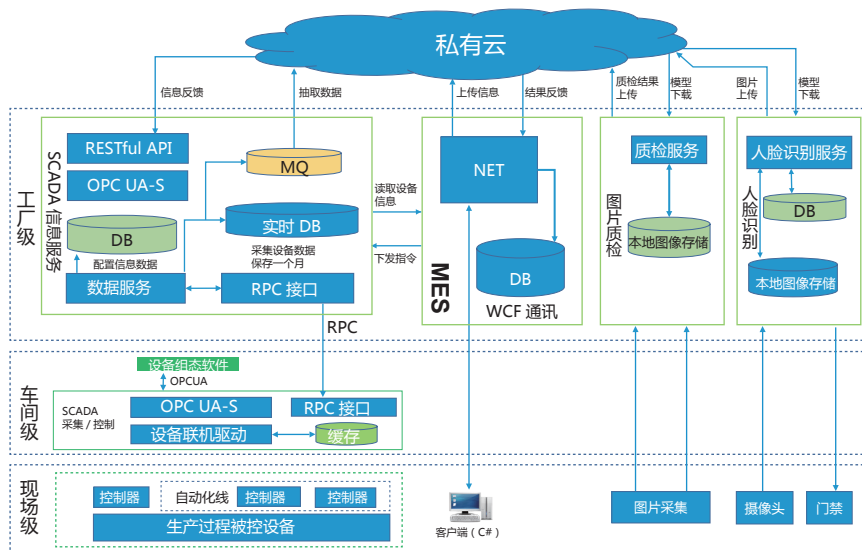 私有云
信息反馈
抽取数据
上传信息
结果反馈
质检结果
上传
模型
下载
图片
上传
模型
下载
工厂级
SCADA 信息服务
RESTful API
OPC UA-S
MQ
DB
实时 DB
配置信息数据
采集设备数据
保存一个月
数据服务
RPC 接口
读取设备
信息
下发指令
MES
NET
DB
WCF 通讯
图片质检
质检服务
本地图像存储
人脸识别服务
人脸识别
DB
本地图像存储
RPC
车间级
设备组态软件
OPCUA
SCADA
采集 / 控制
OPC UA-S
RPC 接口
设备联机驱动
缓存
现场级
控制器
自动化线
控制器
控制器
生产过程被控设备
客户端（C#）
图片采集
摄像头
门禁